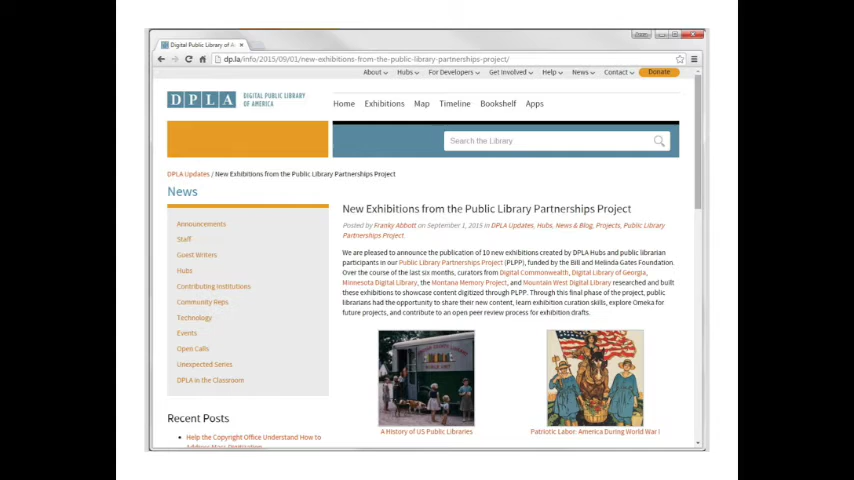 Digital Public Library of A
dp.la/info/2015/09/01/new-exhibitions-from-the-public-library-partnerships-project/
About Hubs For Developers Get Involved Help News Contact Donate
DPLA DIGITAL PUBLIC LIBRARY
OF AMERICA
Home Exhibitions Map Timeline Bookshelf Apps
Search the Library
DPLA Updates / New Exhibitions from the Public Library Partnerships Project
News
Announcements
Staff
Guest Writers
Hubs
Contributing Institutions
Community Reps
Technology
Events
Open Calls
Unexpected Series
DPLA in the Classroom
Recent Posts
Help the Copyright Office Understand How to
New Exhibitions from the Public Library Partnerships Project
Posted by Franky Abbott on September 1, 2015 in DPLA Updates, Hubs, News & Blog, Projects, Public Library
Partnerships Project.
We are pleased to announce the publication of 10 new exhibitions created by DPLA Hubs and public librarian
participants in our Public Library Partnerships Project (PLPP), funded by the Bill and Melinda Gates Foundation.
Over the course of the last six months, curators from Digital Commonwealth, Digital Library of Georgia,
Minnesota Digital Library, the Montana Memory Project, and Mountain West Digital Library researched and built
these exhibitions to showcase content digitized through PLPP. Through this final phase of the project, public
librarians had the opportunity to share their new content, learn exhibition curation skills, explore Omeka for
future projects, and contribute to an open peer review process for exhibition drafts.
A History of US Public Libraries
Patriotic Labor: America During World War I